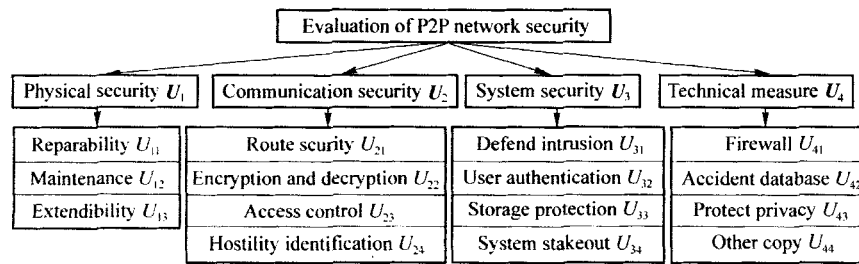 Evaluation of P2P network security
Physical security U1
Communication security U2
System security U3
Technical measure U4
Reparability U11
Maintenance U12
Extendibility U13
Route scurity U21
Encryption and decryption U22
Access control U23
Hostility identification U24
Defend intrusion U31
User authentication U32
Storage protection U33
System stakeout U34
Firewall U41
Accident database U42
Protect privacy U43
Other copy U44